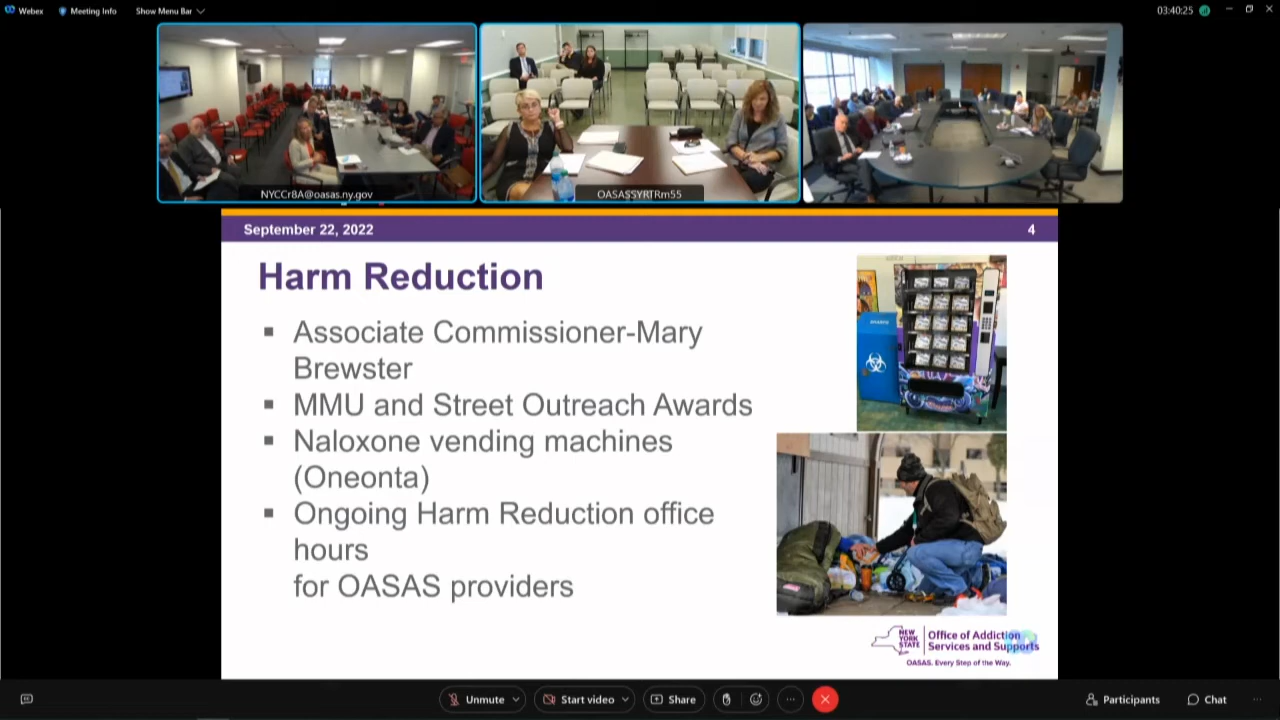 Webex
Meeting Info
Show Menu Bar
03:40:25
NYCCr8A@oasas.ny.gov
OASASSYRTRm55
September 22, 2022
4
Harm Reduction
▪ Associate Commissioner-Mary
Brewster
▪ MMU and Street Outreach Awards
▪ Naloxone vending machines
(Oneonta)
▪ Ongoing Harm Reduction office
hours
for OASAS providers
NEW
YORK
STATE
Office of Addiction
Services and Supports
OASAS. Every Step of the Way.
Unmute
Start video
Share
Participants
Chat